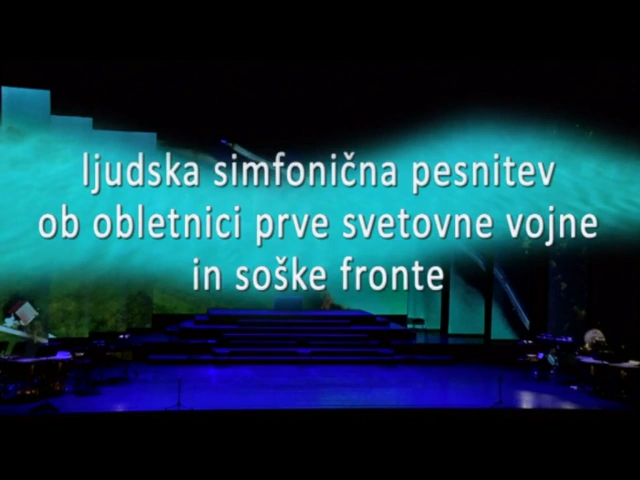 ljudska simfonična pesnitev
ob obletnici prve svetovne vojne
in soške fronte